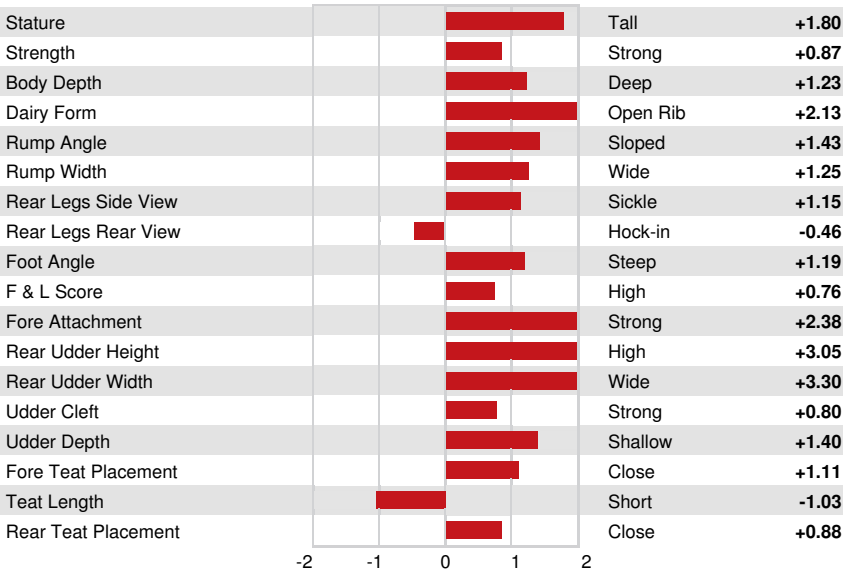 Stature Tall +1.80
Strength Strong +0.87
Body Depth Deep +1.23
Dairy Form Open Rib +2.13
Rump Angle Sloped +1.43
Rump Width Wide +1.25
Rear Legs Side View Sickle +1.15
Rear Legs Rear View Hock-in -0.46
Foot Angle Steep +1.19
F & L Score High +0.76
Fore Attachment Strong +2.38
Rear Udder Height High +3.05
Rear Udder Width Wide +3.30
Udder Cleft Strong +0.80
Udder Depth Shallow +1.40
Fore Teat Placement Close +1.11
Teat Length Short -1.03
Rear Teat Placement Close +0.88
-2 -1 0 1 2